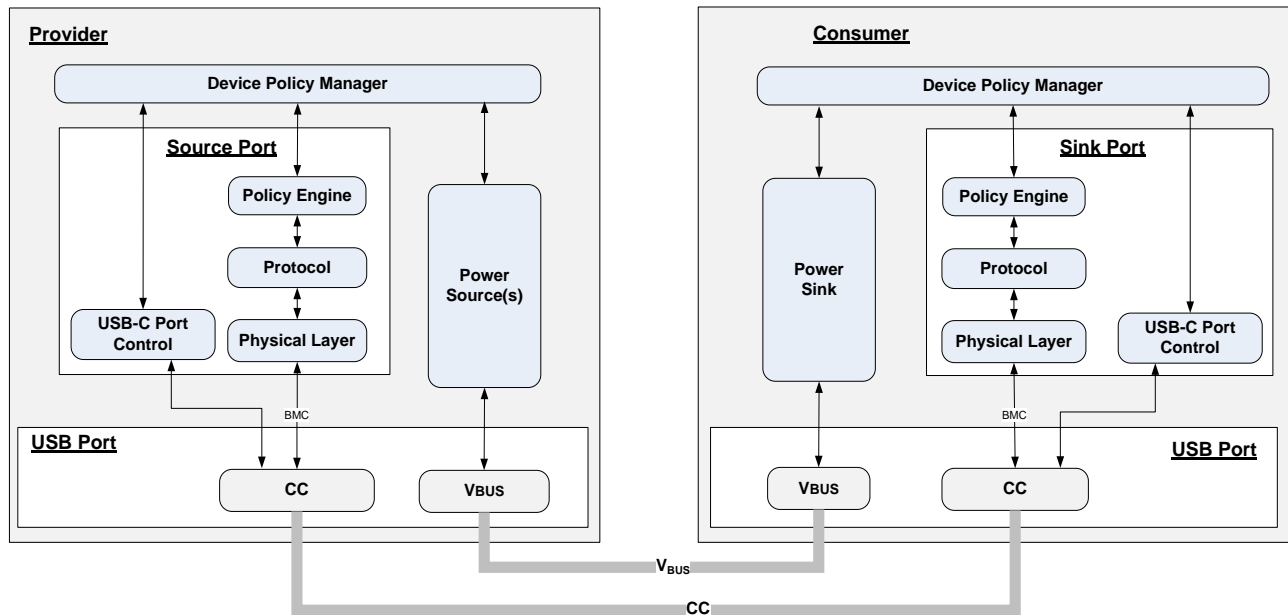 Provider
Device Policy Manager
Source Port
Policy Engine
Protocol
Physical Layer
USB-C Port
Control
Power
Source(s)
BMC
USB Port
CC
VBUS
Consumer
Device Policy Manager
Sink Port
Policy Engine
Protocol
Physical Layer
USB-C Port
Control
Power
Sink
BMC
USB Port
VBUS
CC
VBUS
CC